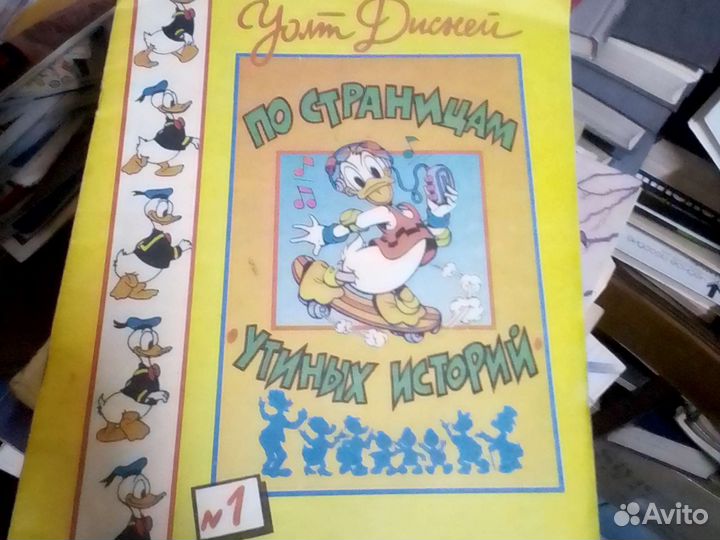 Уолт Дисней
ПО СТРАНИЦАМ
УТИНЫХ ИСТОРИЙ
№1
Avito